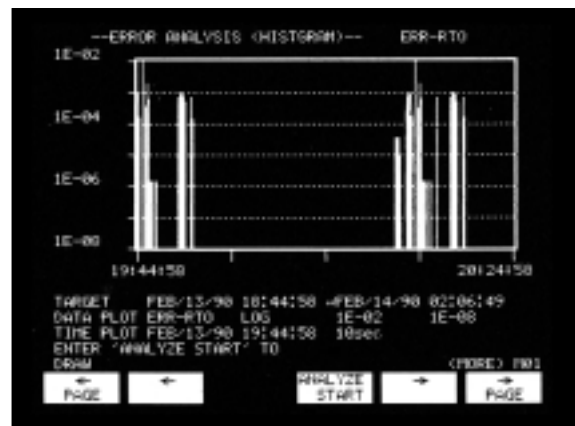 --ERROR ANALYSIS (HISTGRAM)-- ERR-RTO
1E-02
1E-04
1E-06
1E-08
19:44:58 20:24:58
TARGET FEB/13/90 18:44:58 →FEB/14/90 02:06:49
DATA PLOT ERR-RTO LOG 1E-02 1E-08
TIME PLOT FEB/13/90 19:44:58 10sec
ENTER 'ANALYZE START' TO
DRAW (MORE) M01
← PAGE ← ANALYZE START → → PAGE